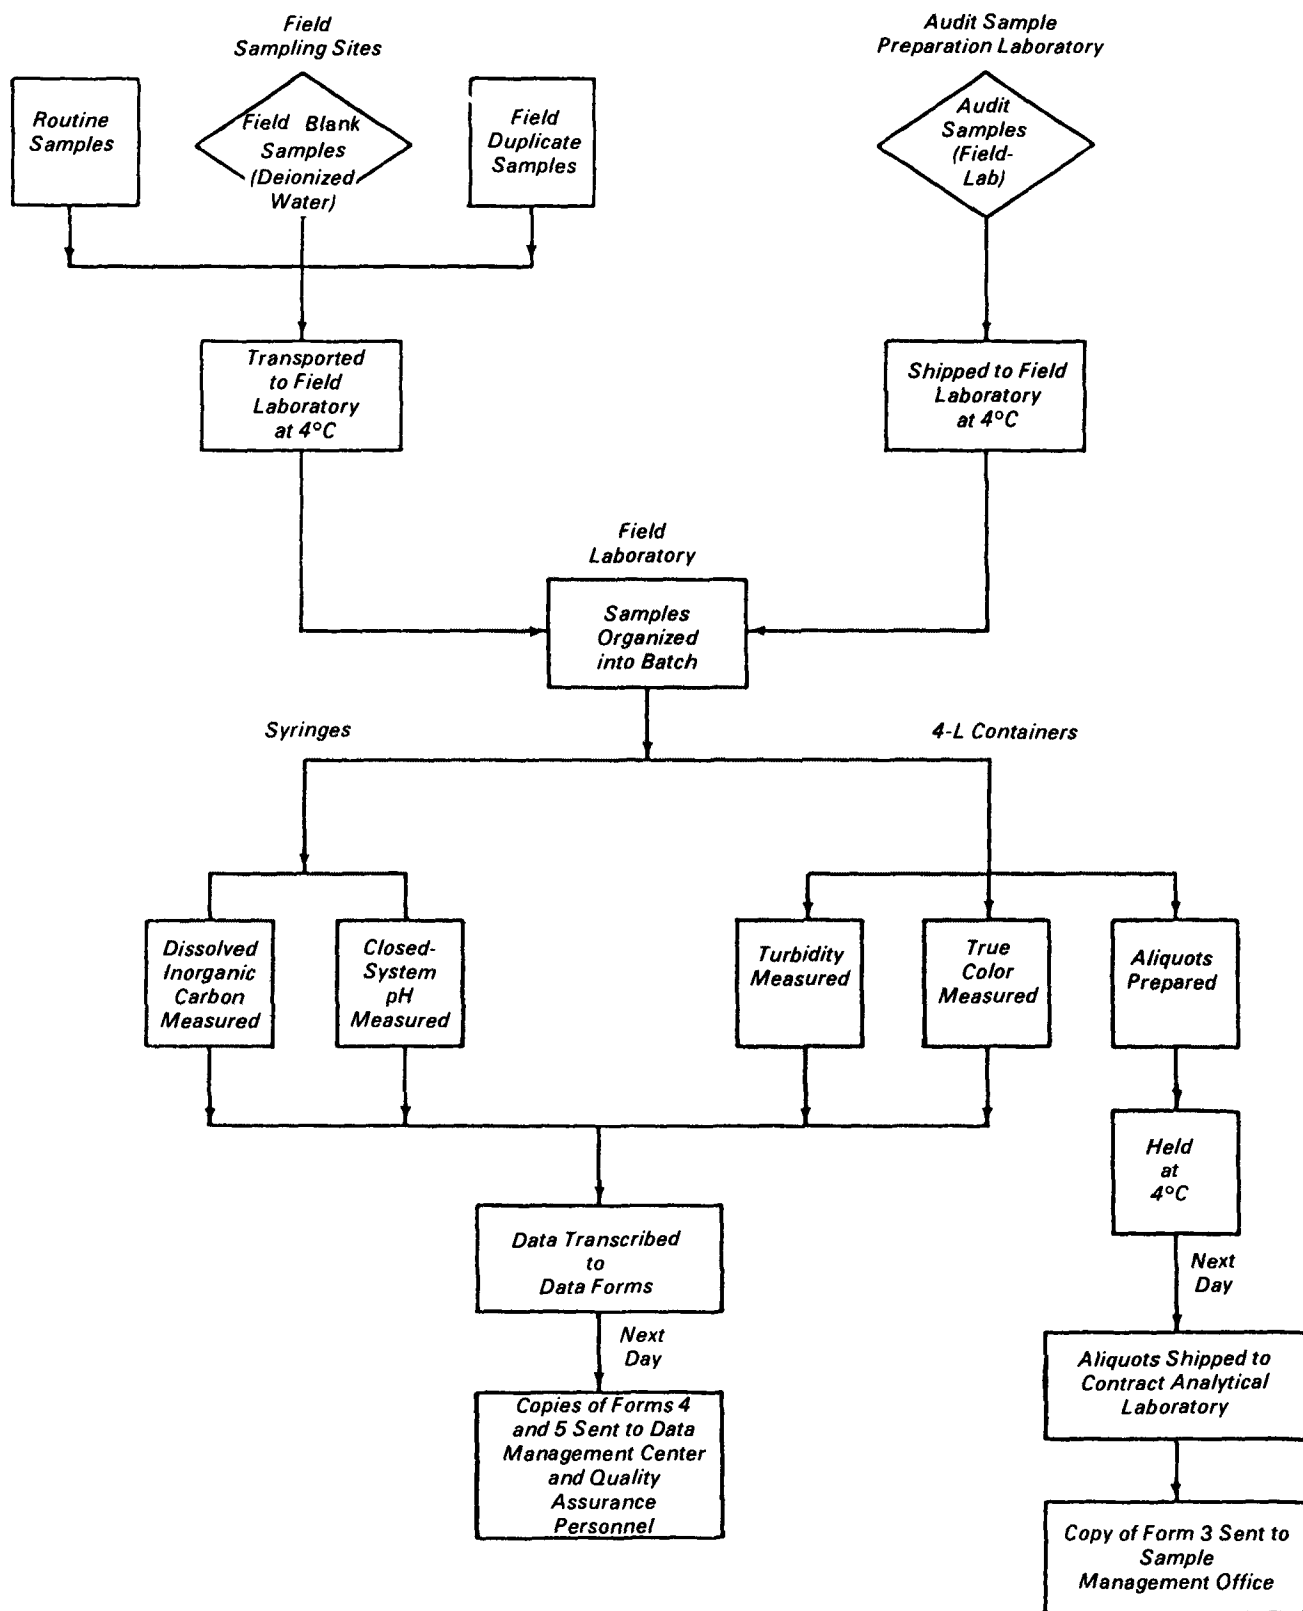 Field
Sampling Sites
Audit Sample
Preparation Laboratory
Routine
Samples
Field Blank
Samples
(Deionized
Water)
Field
Duplicate
Samples
Audit
Samples
(Field-
Lab)
Transported
to Field
Laboratory
at 4°C
Shipped to Field
Laboratory
at 4°C
Field
Laboratory
Samples
Organized
into Batch
Syringes
4-L Containers
Dissolved
Inorganic
Carbon
Measured
Closed-
System
pH
Measured
Turbidity
Measured
True
Color
Measured
Aliquots
Prepared
Held
at
4°C
Data Transcribed
to
Data Forms
Next
Day
Next
Day
Copies of Forms 4
and 5 Sent to Data
Management Center
and Quality
Assurance
Personnel
Aliquots Shipped to
Contract Analytical
Laboratory
Copy of Form 3 Sent to
Sample
Management Office